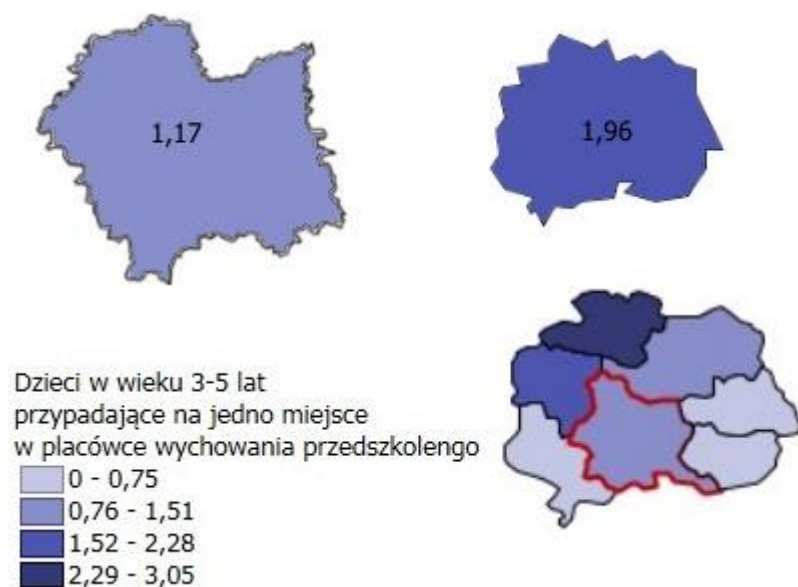 1,17
1,96
Dzieci w wieku 3-5 lat
przypadające na jedno miejsce
w placówce wychowania przedszkolengo
0 - 0,75
0,76 - 1,51
1,52 - 2,28
2,29 - 3,05